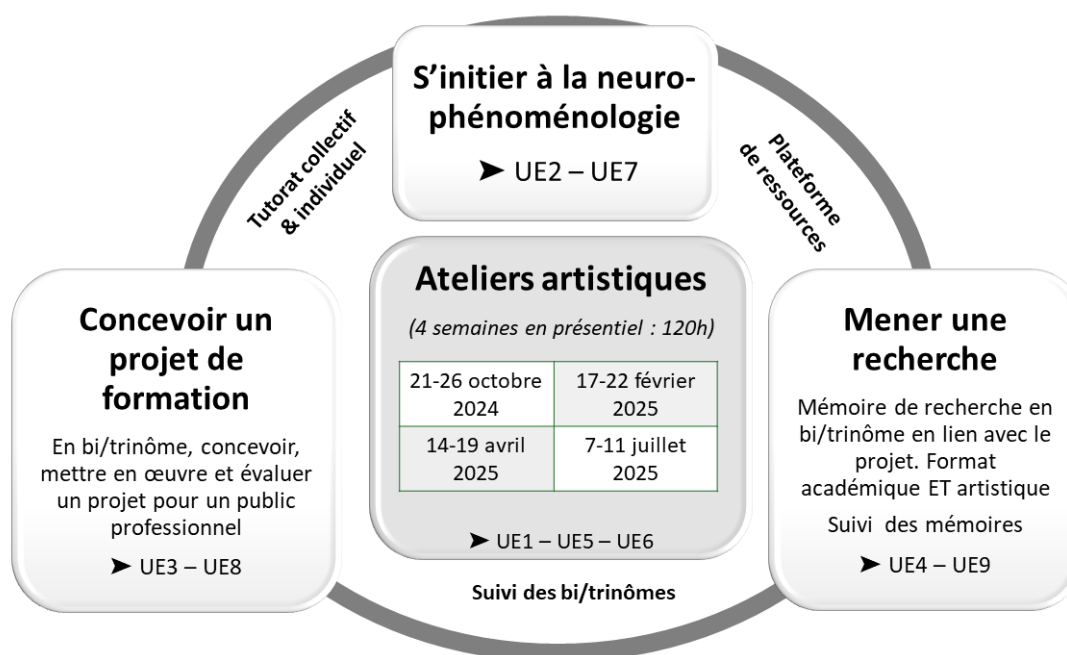 S’initier à la neuro-
phénoménologie
➤ UE2 – UE7
Tutorat collectif
& individuel
Plateforme
de ressources
Concevoir un
projet de
formation
En bi/trinôme, concevoir,
mettre en œuvre et évaluer
un projet pour un public
professionnel
➤ UE3 – UE8
Ateliers artistiques
(4 semaines en présentiel : 120h)
21-26 octobre
2024
17-22 février
2025
14-19 avril
2025
7-11 juillet
2025
➤ UE1 – UE5 – UE6
Mener une
recherche
Mémoire de recherche en
bi/trinôme en lien avec le
projet. Format
académique ET artistique
Suivi des mémoires
➤ UE4 – UE9
Suivi des bi/trinômes